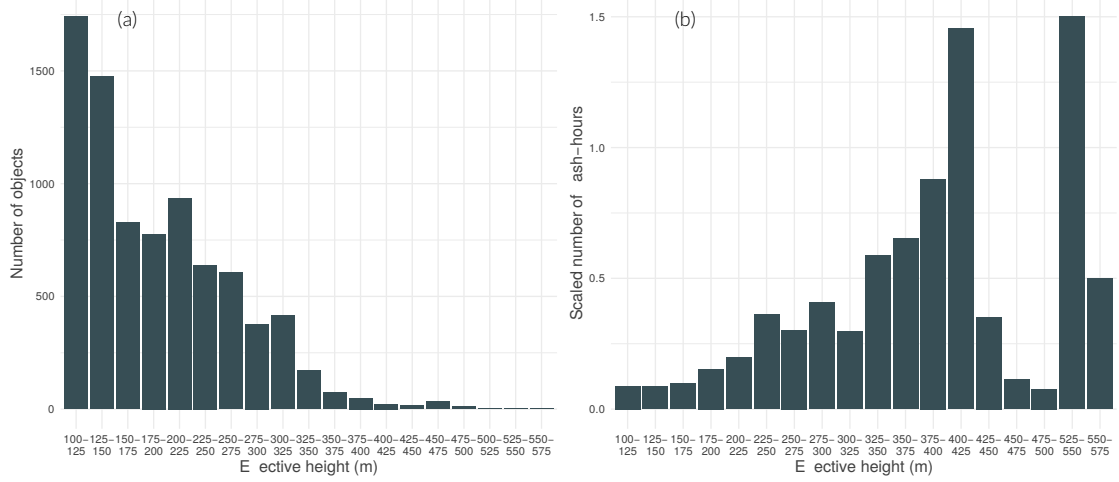 (a)
Number of objects
1500
1000
500
0
100− 125− 150− 175− 200− 225− 250− 275− 300− 325− 350− 375− 400− 425− 450− 475− 500− 525− 550−
125 150 175 200 225 250 275 300 325 350 375 400 425 450 475 500 525 550 575
E ective height (m)
(b)
Scaled number of ash−hours
1.5
1.0
0.5
0.0
100− 125− 150− 175− 200− 225− 250− 275− 300− 325− 350− 375− 400− 425− 450− 475− 525− 550−
125 150 175 200 225 250 275 300 325 350 375 400 425 450 475 500 550 575
E ective height (m)